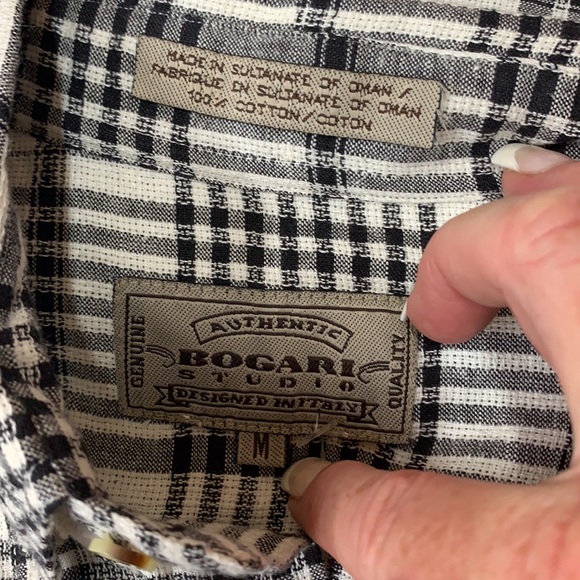 MADE IN SULTANATE OF OMAN /
FABRIQUE EN SULTANATE OF OMAN
100% COTTON/COTON
AUTHENTIC
GENUINE
BOGARI
STUDIO
QUALITY
DESIGNED IN ITALY
M